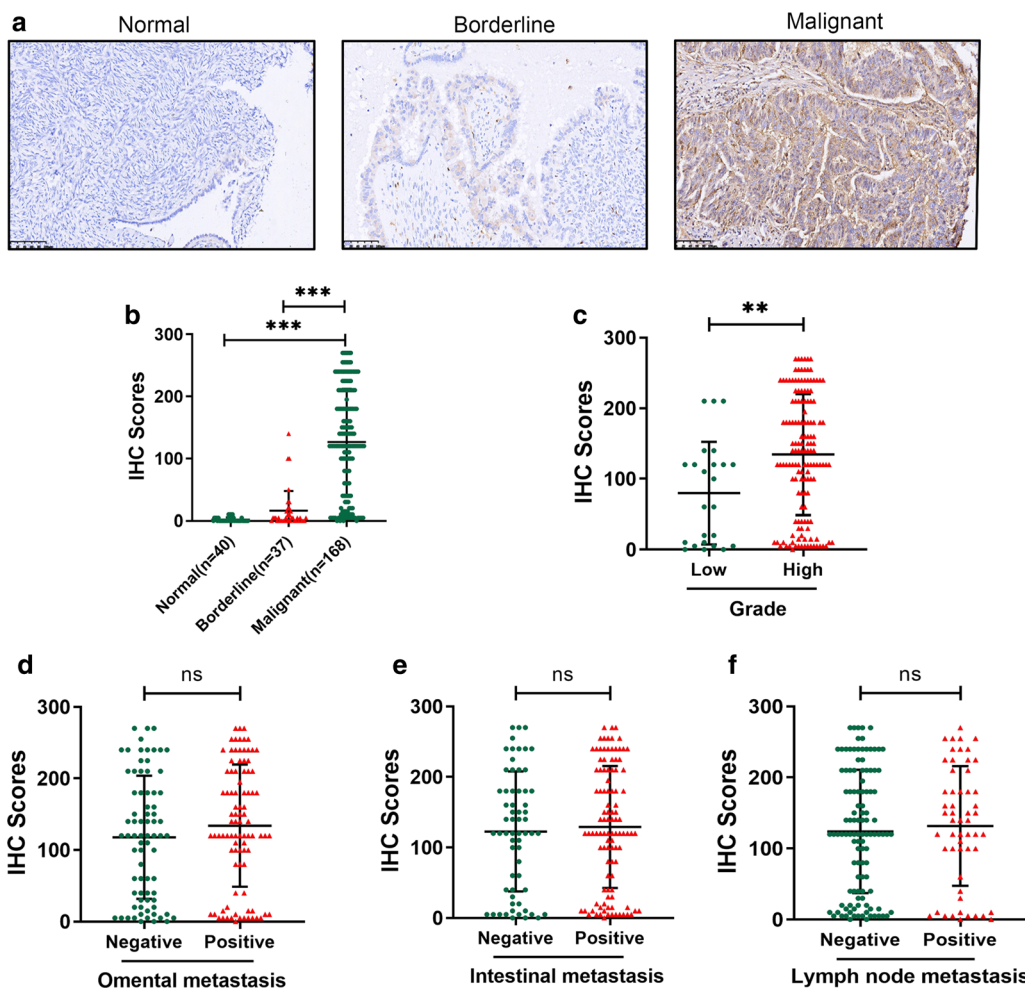 a
Normal
Borderline
Malignant
b
***
***
300
200
100
0
IHC Scores
Normal(n=40)
Borderline(n=37)
Malignant(n=168)
c
**
300
200
100
0
IHC Scores
Low
High
Grade
d
ns
300
200
100
0
IHC Scores
Negative
Positive
Omental metastasis
e
ns
300
200
100
0
IHC Scores
Negative
Positive
Intestinal metastasis
f
ns
300
200
100
0
IHC Scores
Negative
Positive
Lymph node metastasis